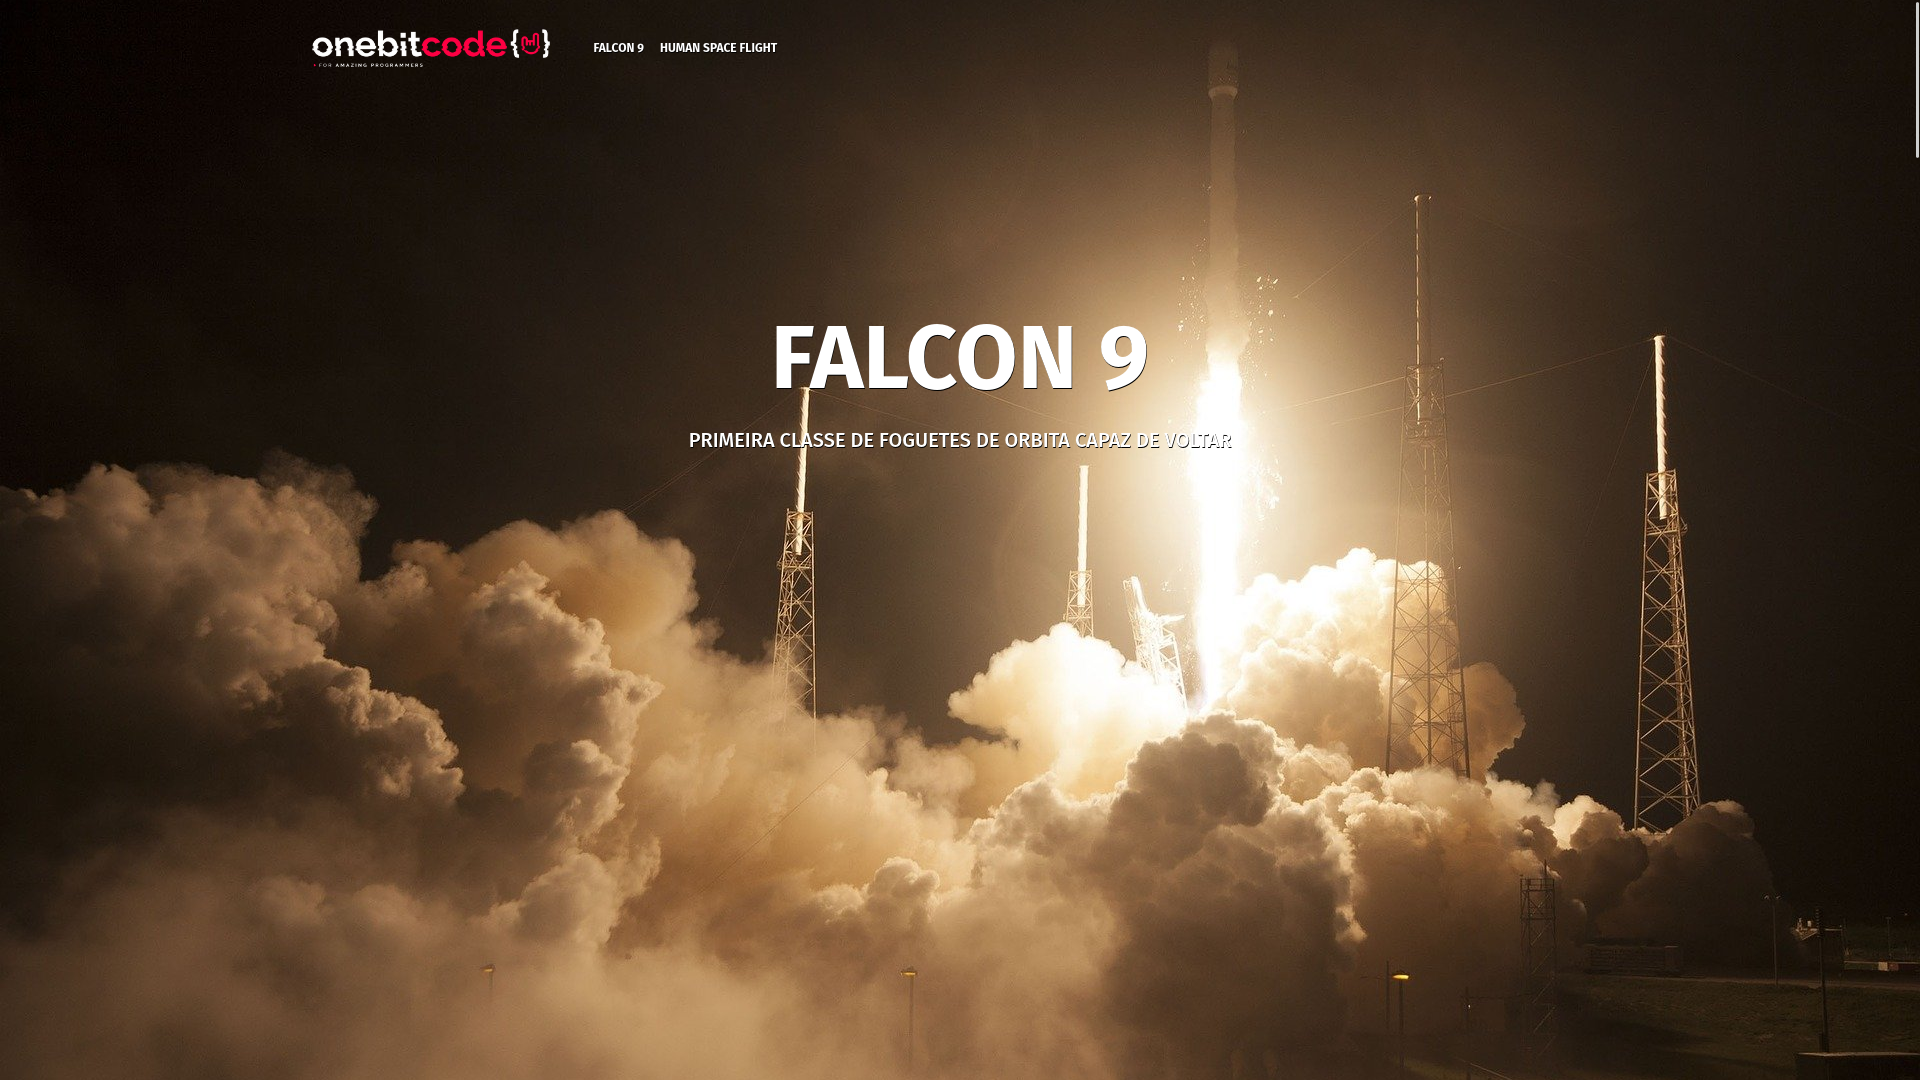 onebitcode{}
FOR AMAZING PROGRAMMERS
FALCON 9
HUMAN SPACE FLIGHT
FALCON 9
PRIMEIRA CLASSE DE FOGUETES DE ORBITA CAPAZ DE VOLTAR